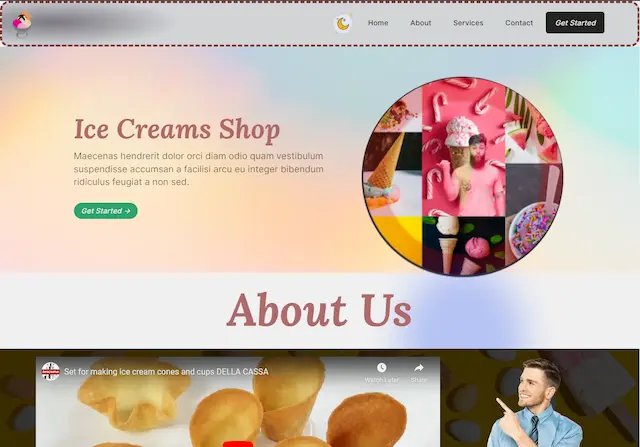 Home About Services Contact Get Started
Ice Creams Shop
Maecenas hendrerit dolor orci diam odio quam vestibulum
suspendisse accumsan a facilisi arcu eu integer bibendum
ridiculus feugiat a non sed.
Get Started →
About Us
Set for making ice cream cones and cups DELLA CASSA
Watch Later Share